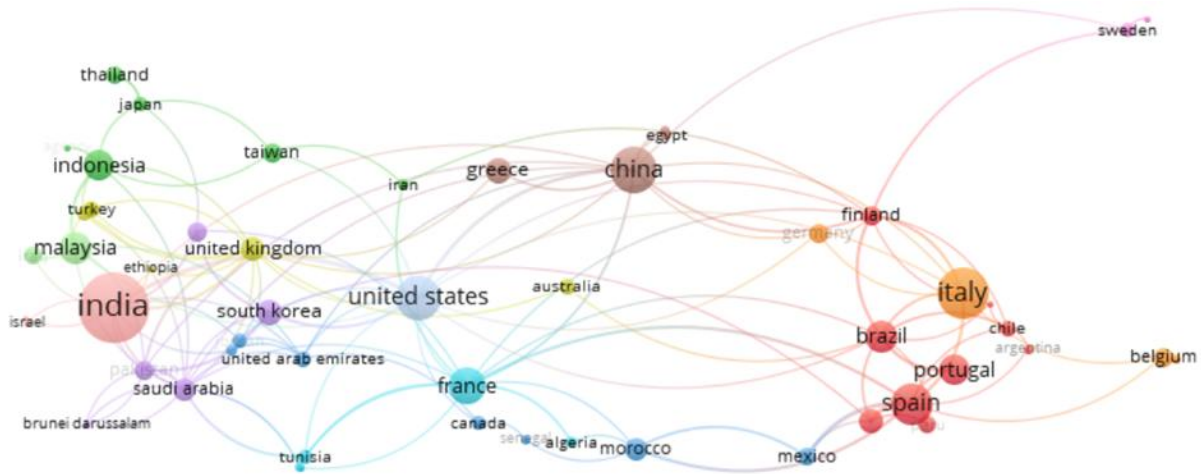 sweden
thailand
japan
egypt
indonesia
taiwan
iran
greece
china
turkey
finland
germany
malaysia
united kingdom
ethiopia
india
united states
australia
italy
israel
south korea
brazil
chile
argentina
united arab emirates
belgium
pakistan
saudi arabia
france
portugal
spain
brunei darussalam
canada
senegal
algeria
morocco
peru
tunisia
mexico